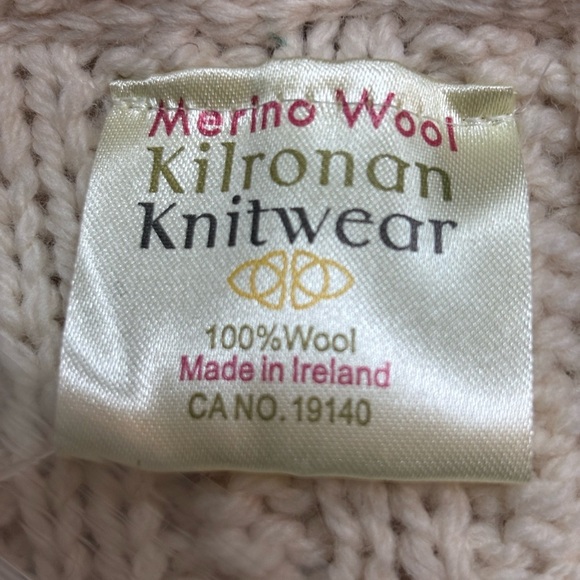 Merino Wool
Kilronan
Knitwear
100%Wool
Made in Ireland
CA NO. 19140